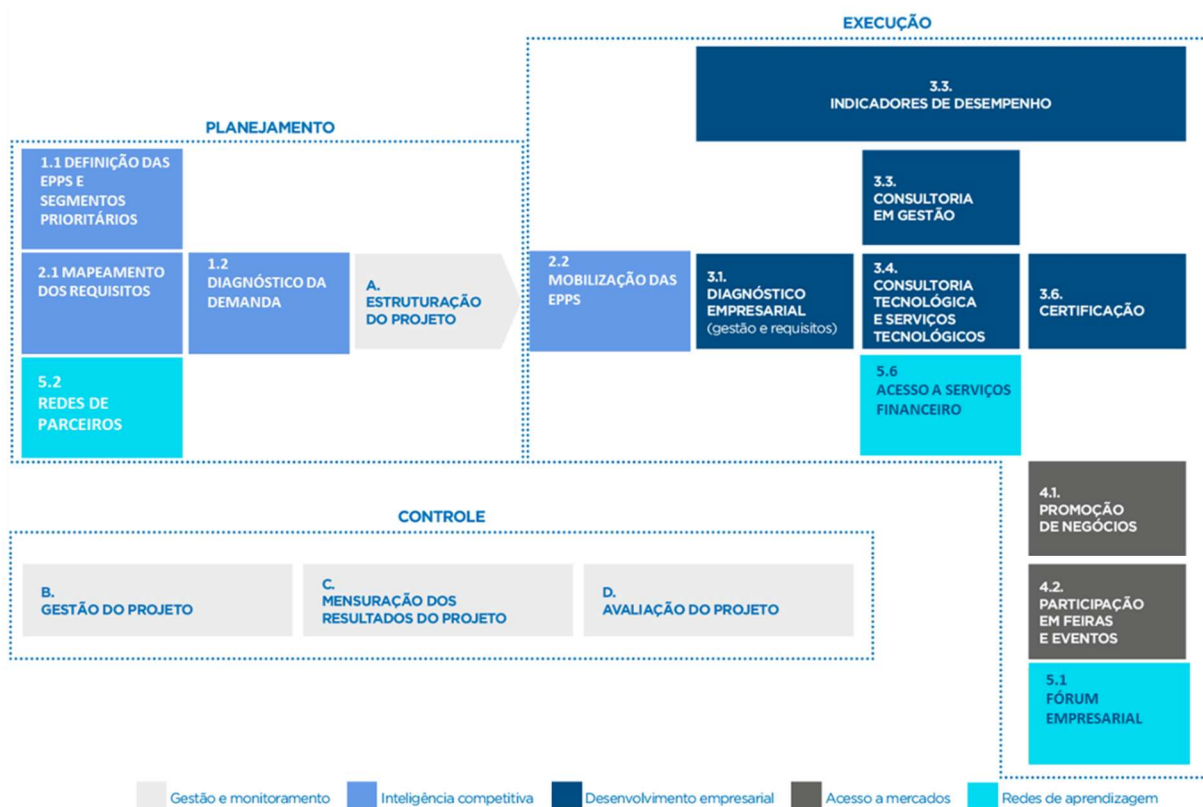 EXECUÇÃO
3.3.
INDICADORES DE DESEMPENHO
PLANEJAMENTO
1.1 DEFINIÇÃO DAS
EPPS E
SEGMENTOS
PRIORITÁRIOS
3.3.
CONSULTORIA
EM GESTÃO
2.1 MAPEAMENTO
DOS REQUISITOS
1.2
DIAGNÓSTICO DA
DEMANDA
A.
ESTRUTURAÇÃO
DO PROJETO
2.2
MOBILIZAÇÃO DAS
EPPS
3.1.
DIAGNÓSTICO
EMPRESARIAL
(gestão e requisitos)
3.4.
CONSULTORIA
TECNOLÓGICA
E SERVIÇOS
TECNOLÓGICOS
3.6.
CERTIFICAÇÃO
5.2
REDES DE
PARCEIROS
5.6
ACESSO A SERVIÇOS
FINANCEIRO
4.1.
PROMOÇÃO
DE NEGÓCIOS
CONTROLE
B.
GESTÃO DO PROJETO
C.
MENSURAÇÃO DOS
RESULTADOS DO PROJETO
D.
AVALIAÇÃO DO PROJETO
4.2.
PARTICIPAÇÃO
EM FEIRAS
E EVENTOS
5.1
FÓRUM
EMPRESARIAL
Gestão e monitoramento
Inteligência competitiva
Desenvolvimento empresarial
Acesso a mercados
Redes de aprendizagem